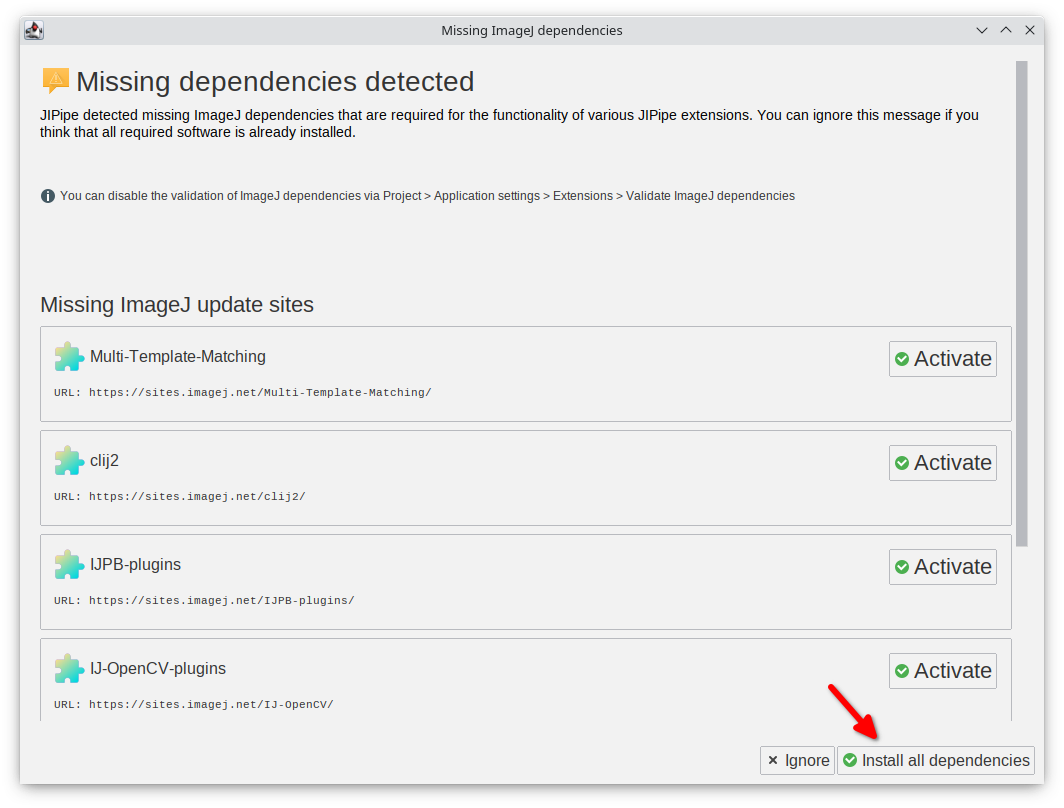 Missing ImageJ dependencies
Missing dependencies detected
JIPipe detected missing ImageJ dependencies that are required for the functionality of various JIPipe extensions. You can ignore this message if you
think that all required software is already installed.
You can disable the validation of ImageJ dependencies via Project > Application settings > Extensions > Validate ImageJ dependencies
Missing ImageJ update sites
Multi-Template-Matching
Activate
URL: https://sites.imagej.net/Multi-Template-Matching/
clij2
Activate
URL: https://sites.imagej.net/clij2/
IJPB-plugins
Activate
URL: https://sites.imagej.net/IJPB-plugins/
IJ-OpenCV-plugins
Activate
URL: https://sites.imagej.net/IJ-OpenCV/
Ignore
Install all dependencies